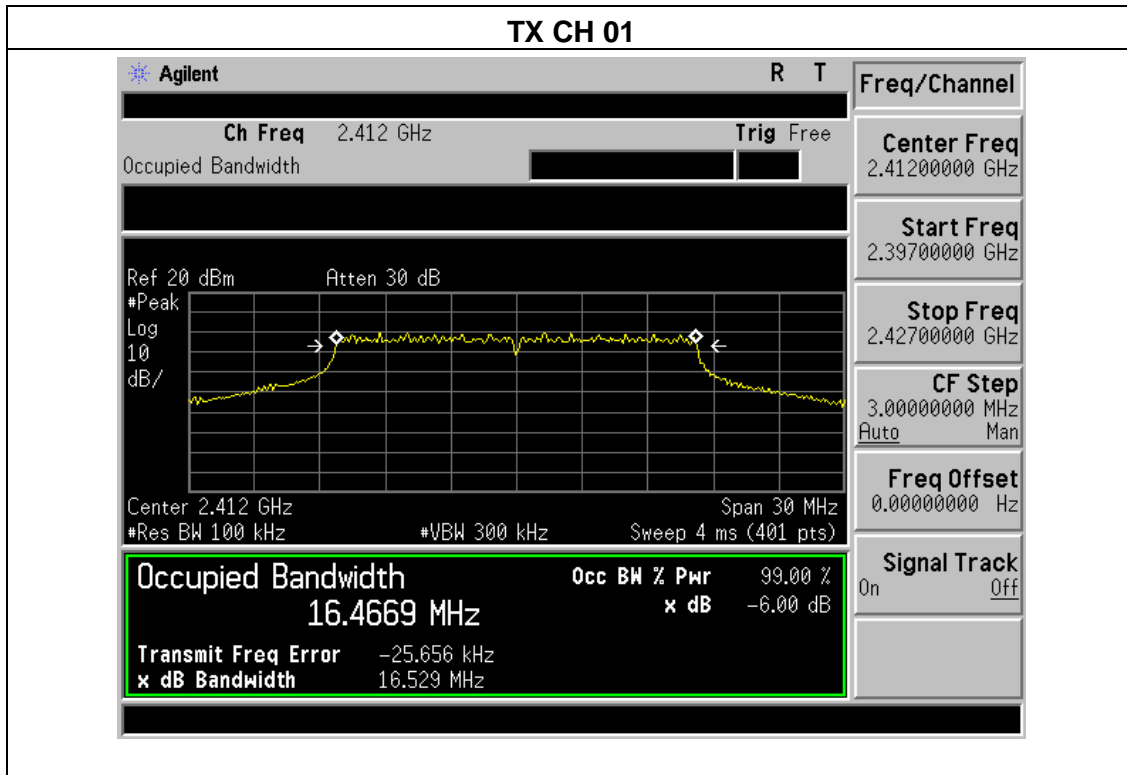 TX CH 01
Agilent R T
Freq/Channel
Ch Freq 2.412 GHz Trig Free
Occupied Bandwidth
Center Freq
2.41200000 GHz
Start Freq
2.39700000 GHz
Stop Freq
2.42700000 GHz
CF Step
3.00000000 MHz
Auto Man
Freq Offset
0.00000000 Hz
Signal Track
On Off
Ref 20 dBm Atten 30 dB
#Peak
Log
10
dB/
Center 2.412 GHz Span 30 MHz
#Res BW 100 kHz #VBW 300 kHz Sweep 4 ms (401 pts)
Occupied Bandwidth Occ BW % Pwr 99.00 %
16.4669 MHz x dB -6.00 dB
Transmit Freq Error -25.656 kHz
x dB Bandwidth 16.529 MHz